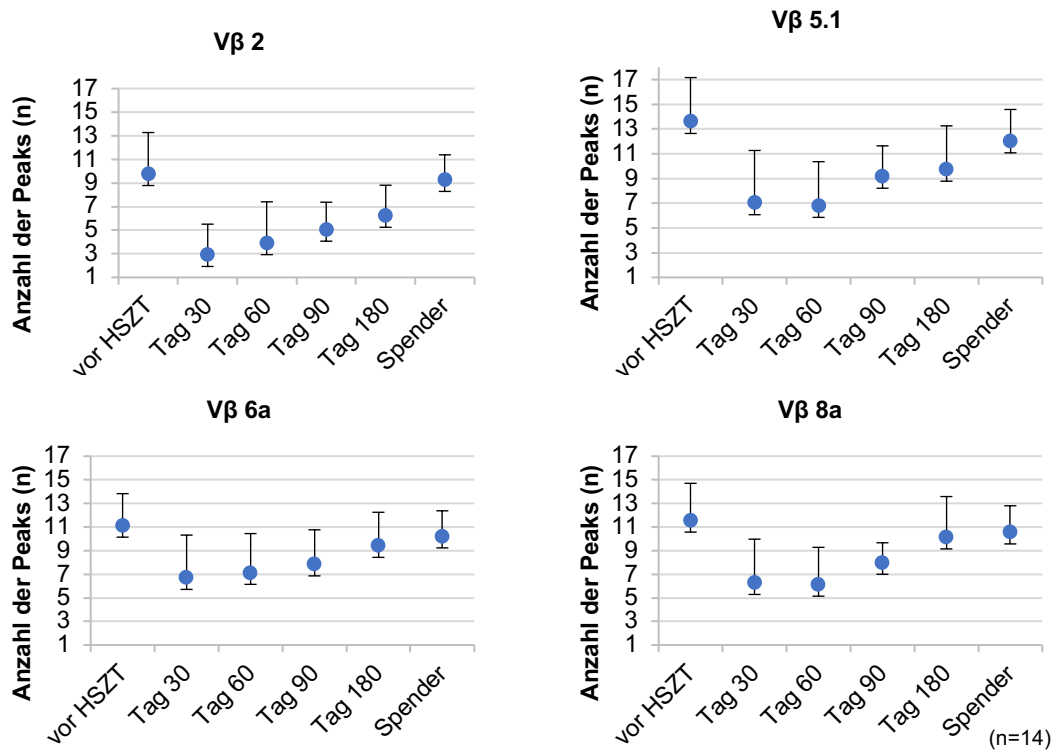 Vβ 2
Anzahl der Peaks (n)
17
15
13
11
9
7
5
3
1
vor HSZT
Tag 30
Tag 60
Tag 90
Tag 180
Spender
Vβ 5.1
Anzahl der Peaks (n)
17
15
13
11
9
7
5
3
1
vor HSZT
Tag 30
Tag 60
Tag 90
Tag 180
Spender
Vβ 6a
Anzahl der Peaks (n)
17
15
13
11
9
7
5
3
1
vor HSZT
Tag 30
Tag 60
Tag 90
Tag 180
Spender
Vβ 8a
Anzahl der Peaks (n)
17
15
13
11
9
7
5
3
1
vor HSZT
Tag 30
Tag 60
Tag 90
Tag 180
Spender
(n=14)